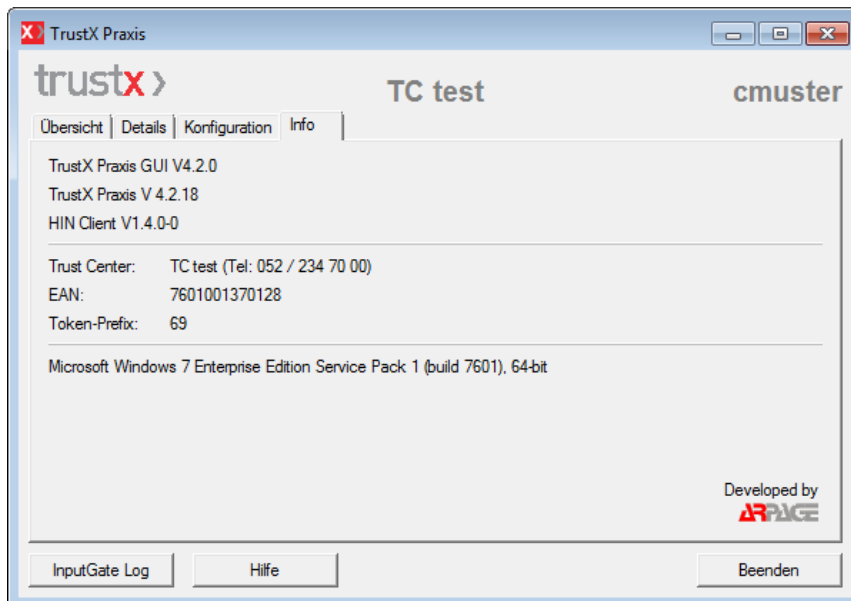 TrustX Praxis
trustx
TC test
cmuster
Übersicht
Details
Konfiguration
Info
TrustX Praxis GUI V4.2.0
TrustX Praxis V 4.2.18
HIN Client V1.4.0-0
Trust Center: TC test (Tel: 052 / 234 70 00)
EAN: 7601001370128
Token-Prefix: 69
Microsoft Windows 7 Enterprise Edition Service Pack 1 (build 7601), 64-bit
Developed by
ARPAGE
InputGate Log
Hilfe
Beenden